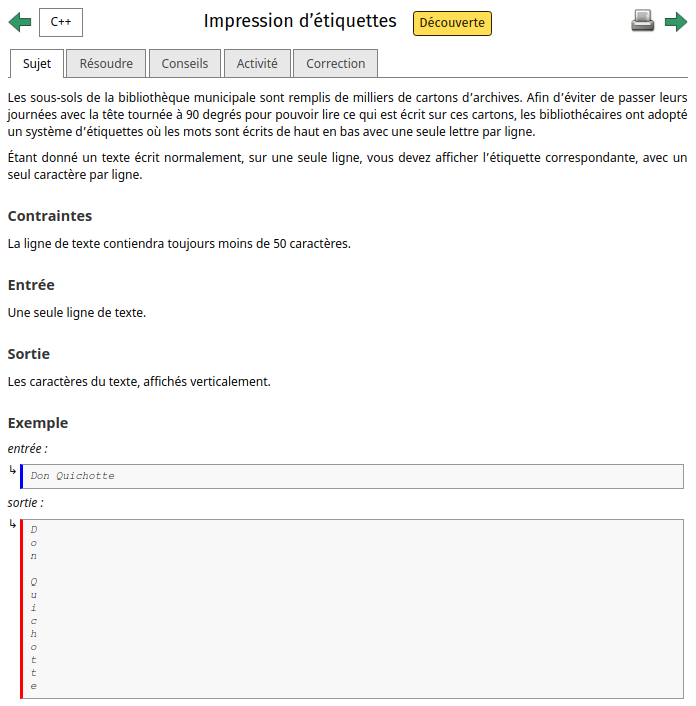 C++
Impression d’étiquettes
Découverte
Sujet
Résoudre
Conseils
Activité
Correction
Les sous-sols de la bibliothèque municipale sont remplis de milliers de cartons d’archives. Afin d’éviter de passer leurs
journées avec la tête tournée à 90 degrés pour pouvoir lire ce qui est écrit sur ces cartons, les bibliothécaires ont adopté
un système d’étiquettes où les mots sont écrits de haut en bas avec une seule lettre par ligne.
Étant donné un texte écrit normalement, sur une seule ligne, vous devez afficher l’étiquette correspondante, avec un
seul caractère par ligne.
Contraintes
La ligne de texte contiendra toujours moins de 50 caractères.
Entrée
Une seule ligne de texte.
Sortie
Les caractères du texte, affichés verticalement.
Exemple
entrée :
Don Quichotte
sortie :
D
o
n

Q
u
i
c
h
o
t
t
e